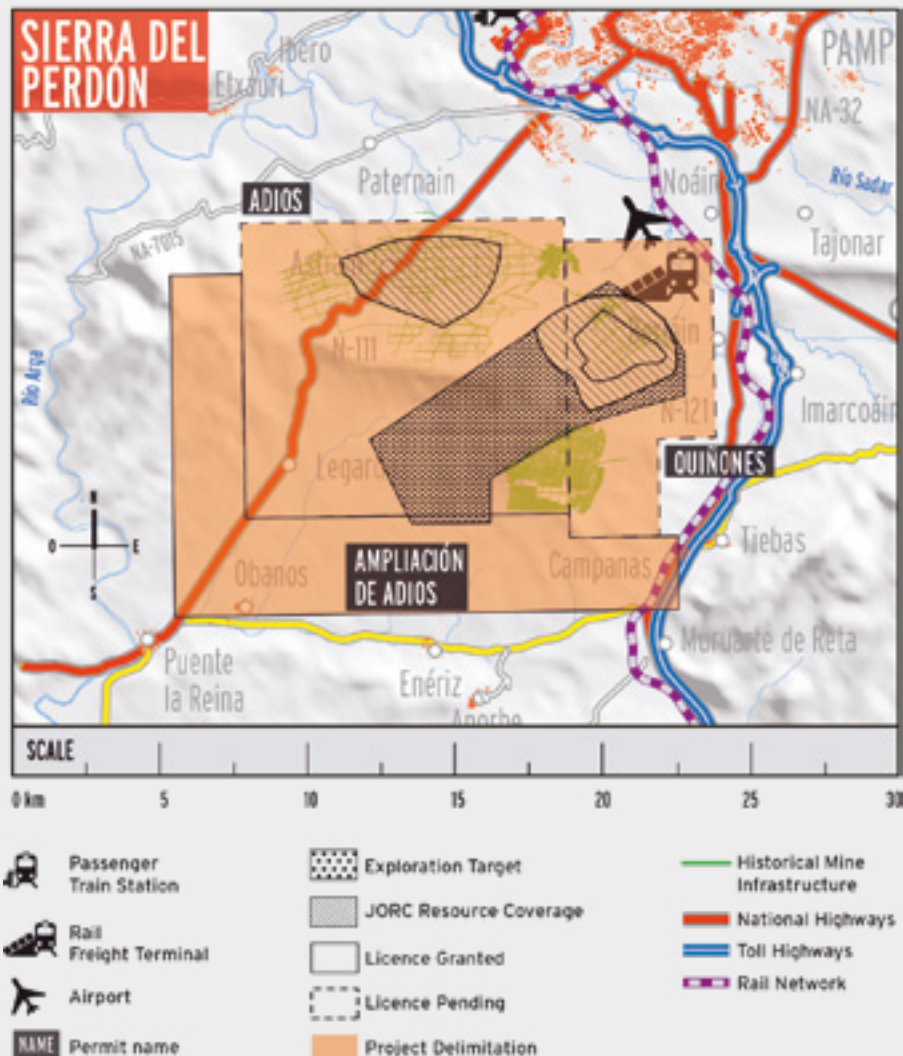 SIERRA DEL
PERDÓN
Ibero
Etxauri
PAMP
NA-32
Paternain
Noáin
Río Sadar
ADIOS
Tajonar
NA-7015
N-111
Río Arga
N-121
Imarcoáin
Legard
QUIÑONES
N
O
E
S
Tiebas
AMPLIACIÓN
DE ADIOS
Campanas
Obanos
Muruarte de Reta
Puente
la Reina
Enériz
SCALE
0 km
5
10
15
20
25
30
Passenger
Train Station
Rail
Freight Terminal
Airport
NAME
Permit name
Exploration Target
JORC Resource Coverage
Licence Granted
Licence Pending
Project Delimitation
Historical Mine
Infrastructure
National Highways
Toll Highways
Rail Network